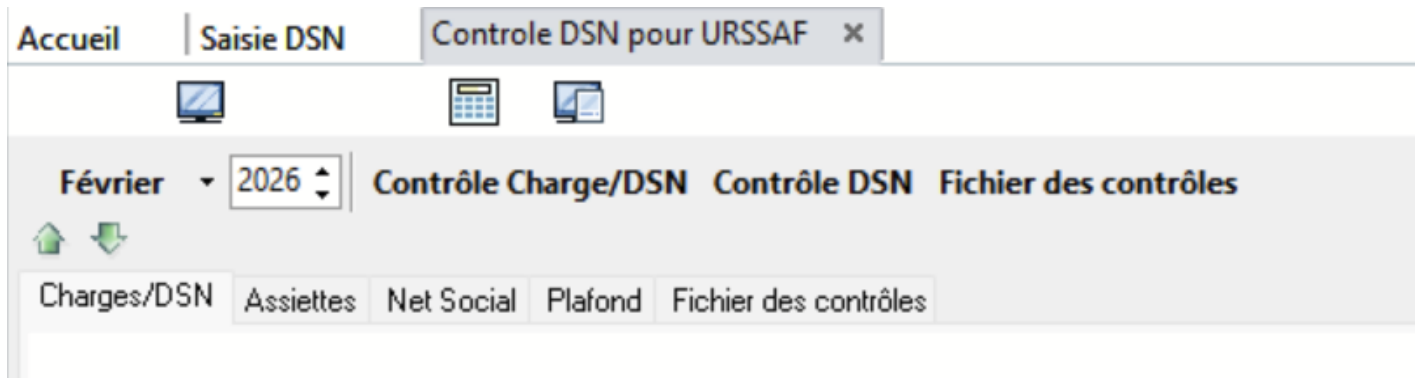 Accueil Saisie DSN Controle DSN pour URSSAF ×
Février 2026 Contrôle Charge/DSN Contrôle DSN Fichier des contrôles
Charges/DSN Assiettes Net Social Plafond Fichier des contrôles